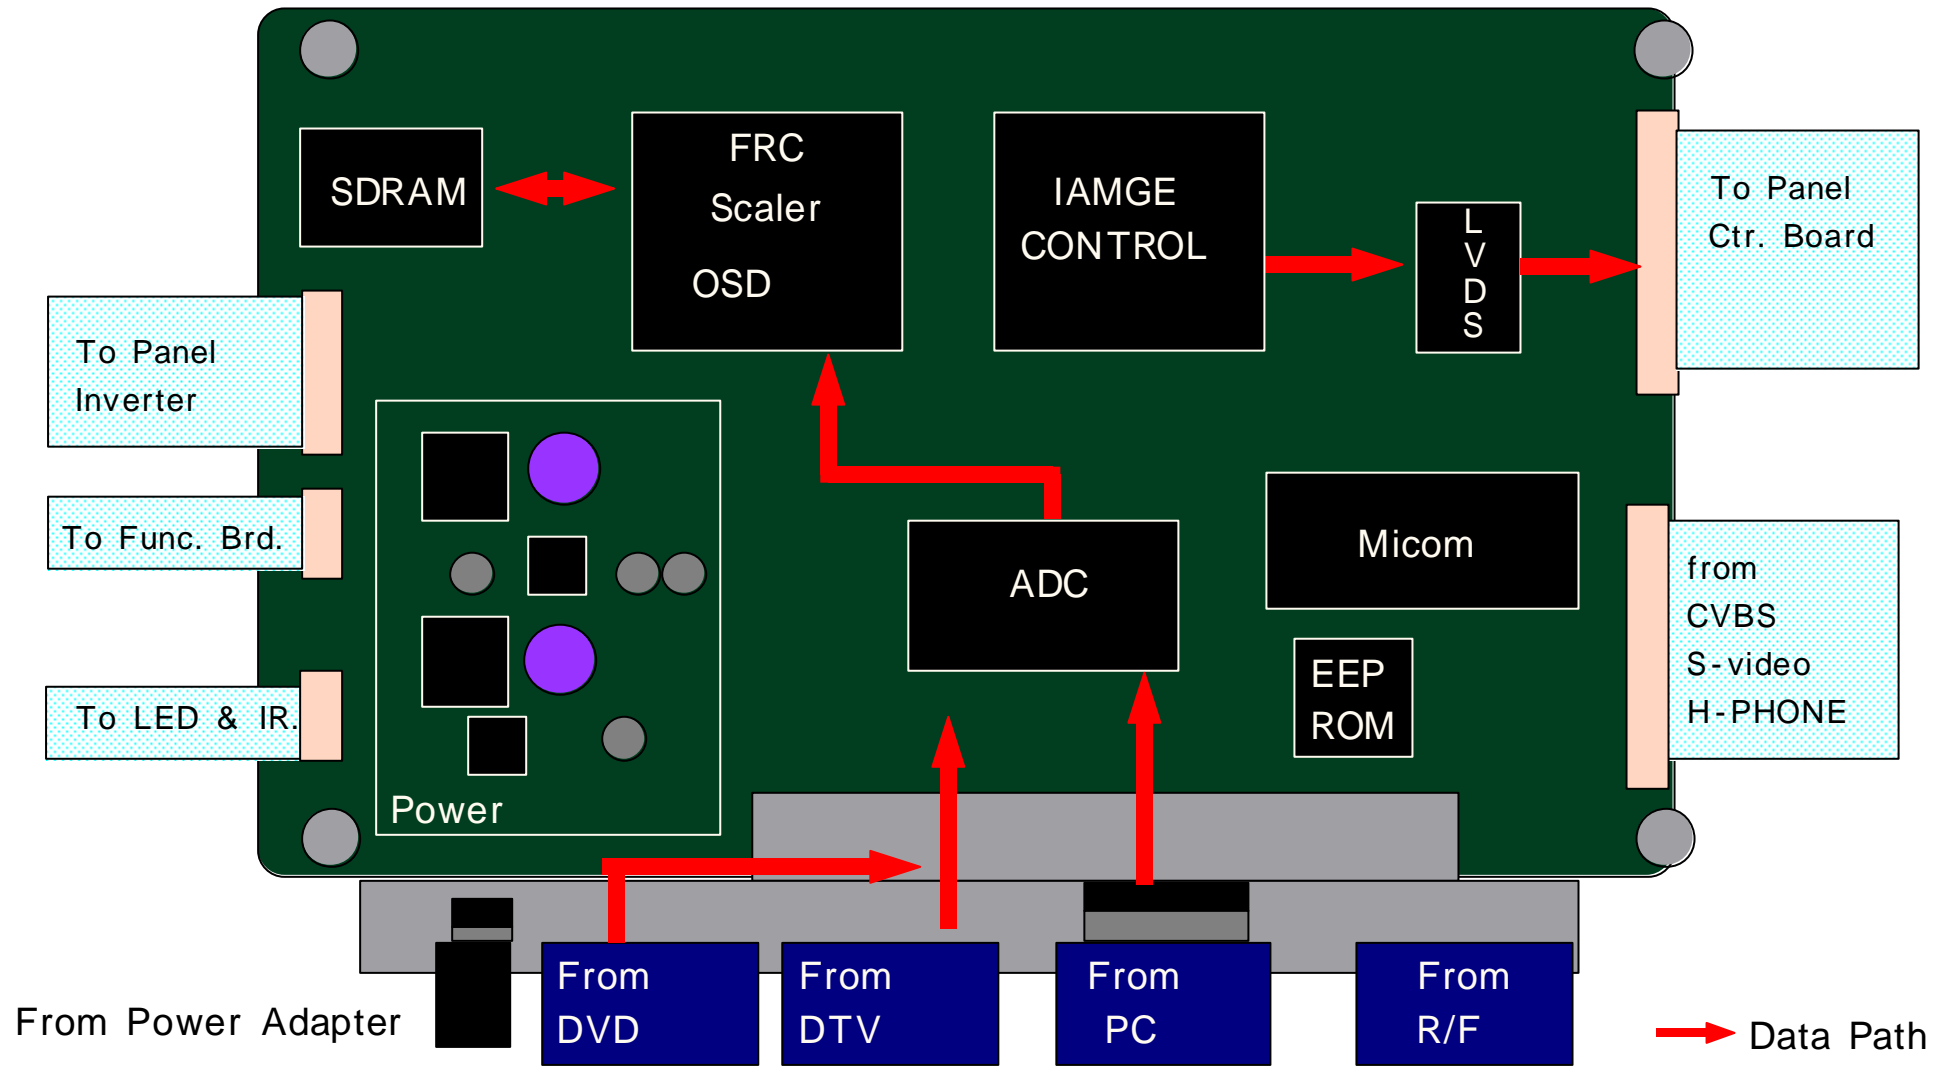 SDRAM
FRC
Scaler
OSD
IAMGE
CONTROL
L
V
D
S
To Panel
Ctr. Board
To Panel
Inverter
To Func. Brd.
To LED & IR.
Power
ADC
Micom
EEP
ROM
from
CVBS
S-video
H-PHONE
From Power Adapter
From
DVD
From
DTV
From
PC
From
R/F
Data Path